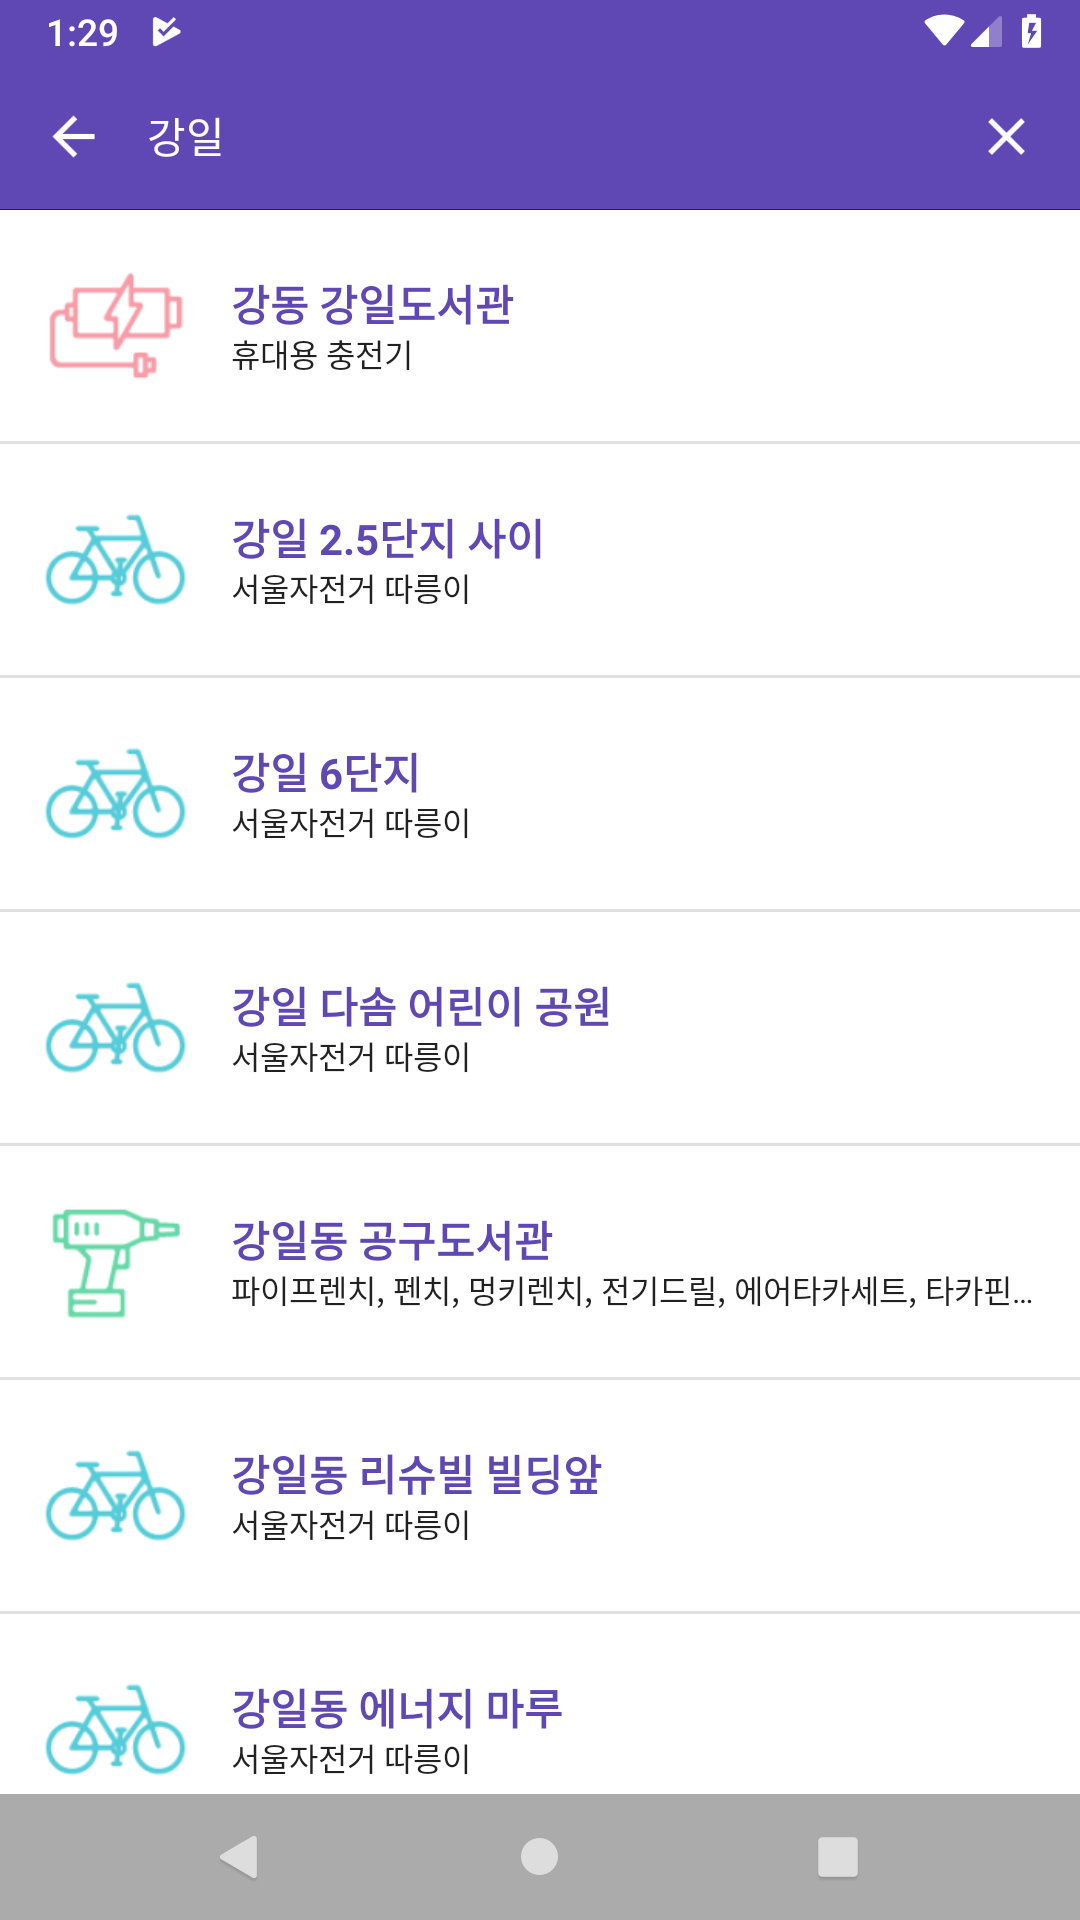 1:29
강일
강동 강일도서관
휴대용 충전기
강일 2.5단지 사이
서울자전거 따릉이
강일 6단지
서울자전거 따릉이
강일 다솜 어린이 공원
서울자전거 따릉이
강일동 공구도서관
파이프렌치, 펜치, 멍키렌치, 전기드릴, 에어타카세트, 타카핀...
강일동 리슈빌 빌딩앞
서울자전거 따릉이
강일동 에너지 마루
서울자전거 따릉이